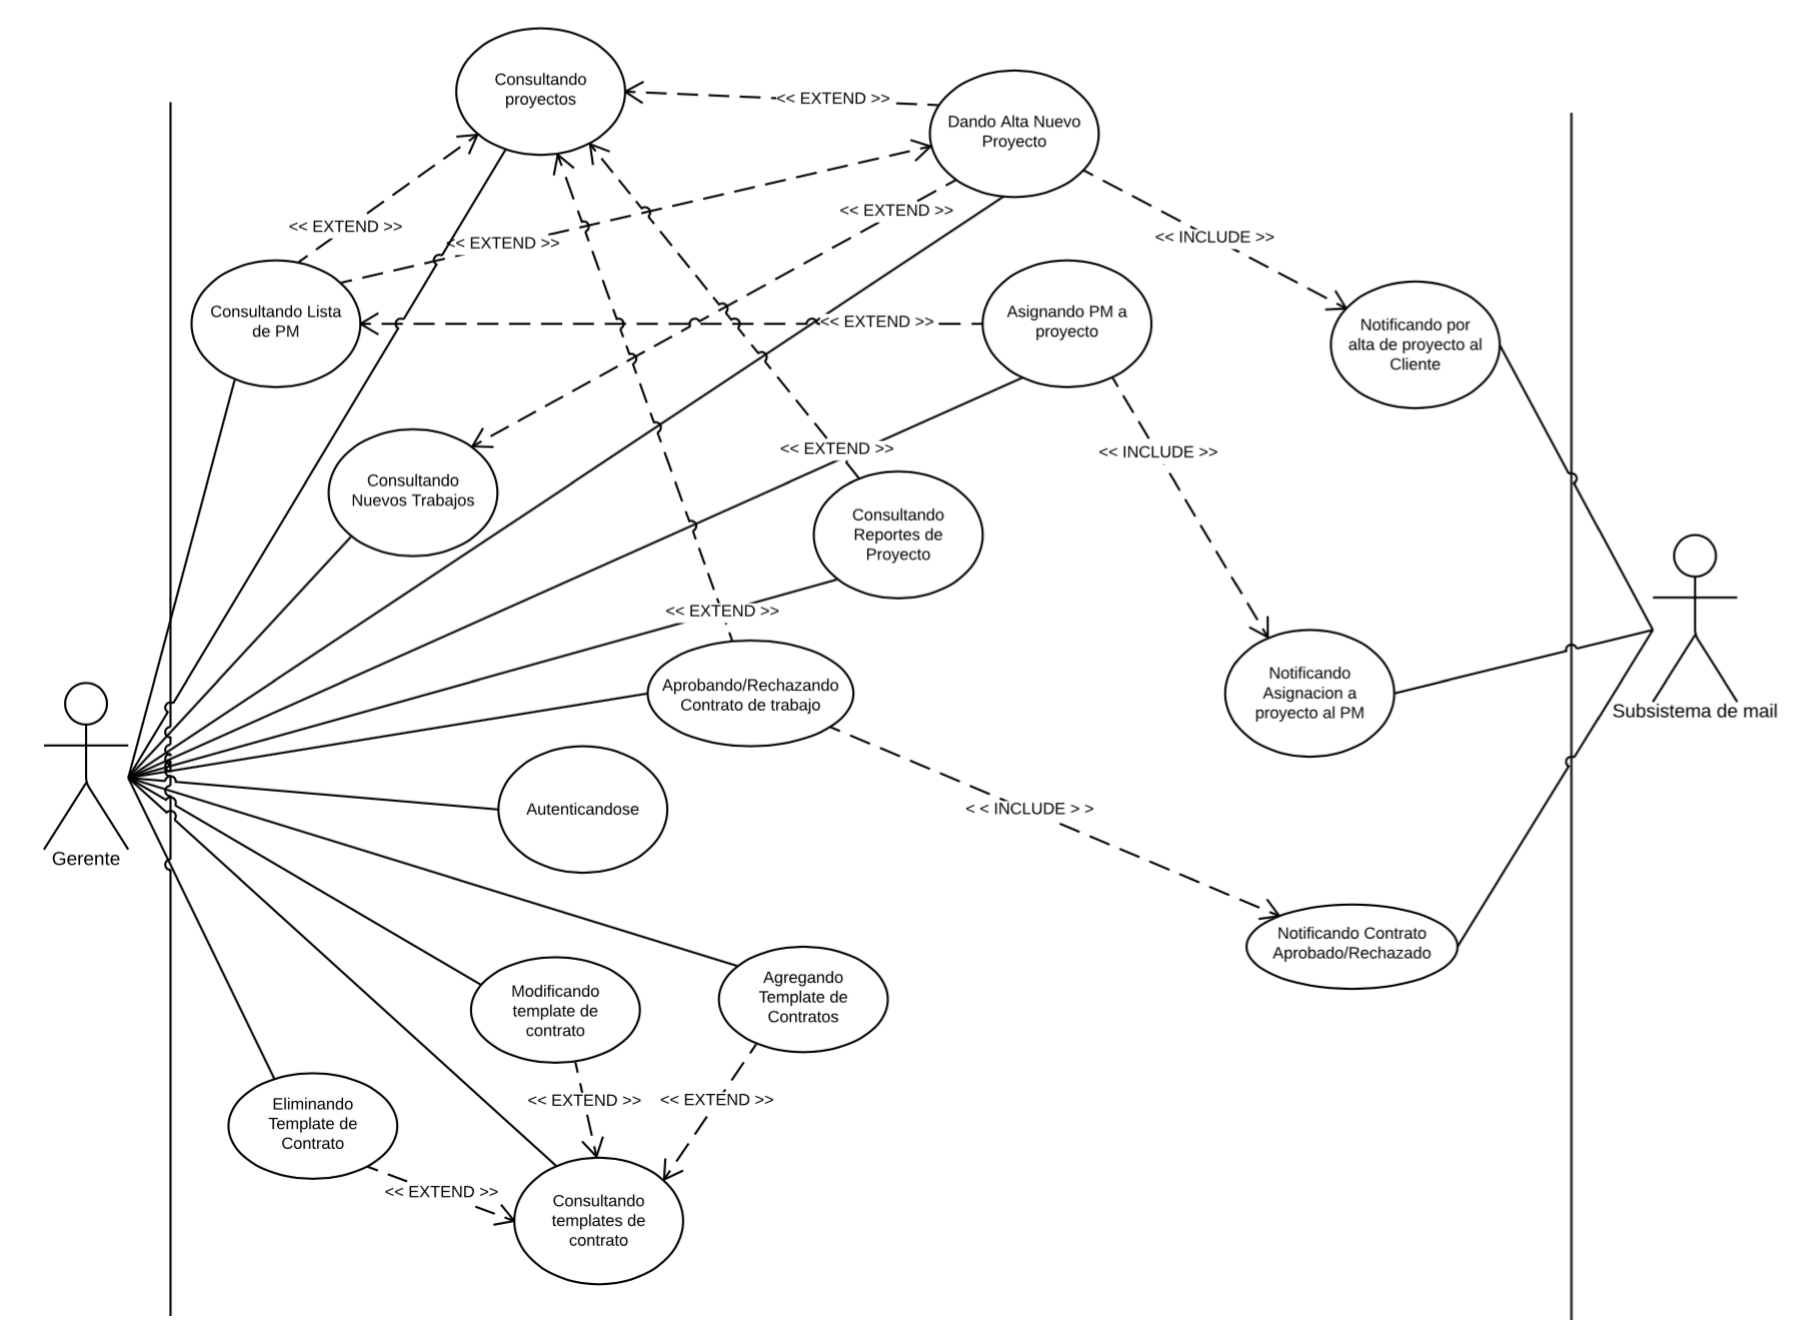 Consultando
proyectos
<< EXTEND >>
Dando Alta Nuevo
Proyecto
<< EXTEND >>
<< EXTEND >>
<< EXTEND >>
<< INCLUDE >>
Consultando Lista
de PM
<< EXTEND >>
Asignando PM a
proyecto
Notificando por
alta de proyecto al
Cliente
Consultando
Nuevos Trabajos
<< EXTEND >>
<< INCLUDE >>
Consultando
Reportes de
Proyecto
<< EXTEND >>
Aprobando/Rechazando
Contrato de trabajo
Notificando
Asignacion a
proyecto al PM
Subsistema de mail
Gerente
Autenticandose
< < INCLUDE > >
Notificando Contrato
Aprobado/Rechazado
Modificando
template de
contrato
Agregando
Template de
Contratos
<< EXTEND >>
<< EXTEND >>
Eliminando
Template de
Contrato
<< EXTEND >>
Consultando
templates de
contrato